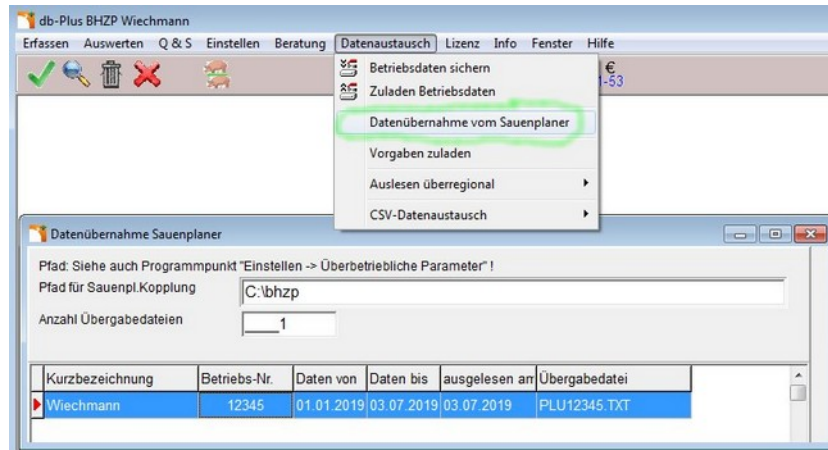 db-Plus BHZP Wiechmann
Erfassen Auswerten Q & S Einstellen Beratung Datenaustausch Lizenz Info Fenster Hilfe
Betriebsdaten sichern
€
1-53
Zuladen Betriebsdaten
Datenübernahme vom Sauenplaner
Vorgaben zuladen
Auslesen überregional
CSV-Datenaustausch
Datenübernahme Sauenplaner
Pfad: Siehe auch Programmpunkt "Einstellen -> Überbetriebliche Parameter" !
Pfad für Sauenpl.Kopplung C:\bhzp
Anzahl Übergabedateien ____1
Kurzbezeichnung Betriebs-Nr. Daten von Daten bis ausgelesen am Übergabedatei
Wiechmann 12345 01.01.2019 03.07.2019 03.07.2019 PLU12345.TXT